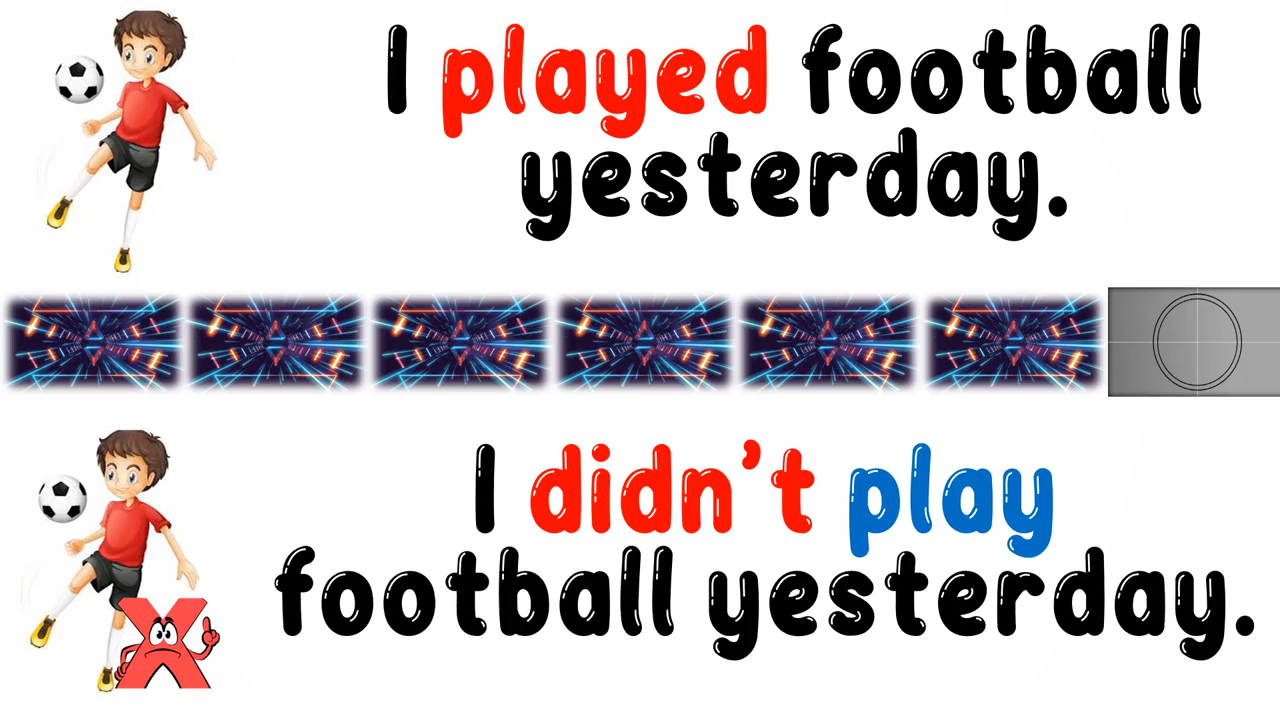 I played football
yesterday.
I didn't play
football yesterday.